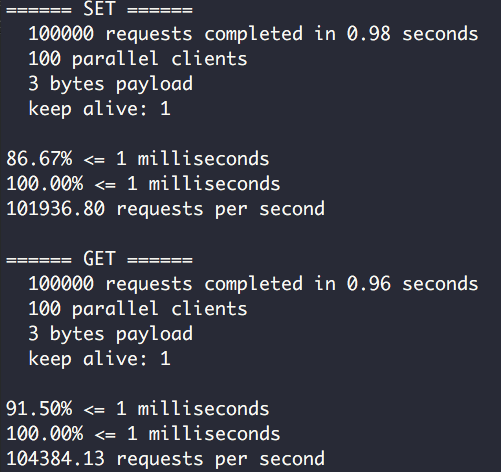 ====== SET ======
  100000 requests completed in 0.98 seconds
  100 parallel clients
  3 bytes payload
  keep alive: 1

86.67% <= 1 milliseconds
100.00% <= 1 milliseconds
101936.80 requests per second

====== GET ======
  100000 requests completed in 0.96 seconds
  100 parallel clients
  3 bytes payload
  keep alive: 1

91.50% <= 1 milliseconds
100.00% <= 1 milliseconds
104384.13 requests per second